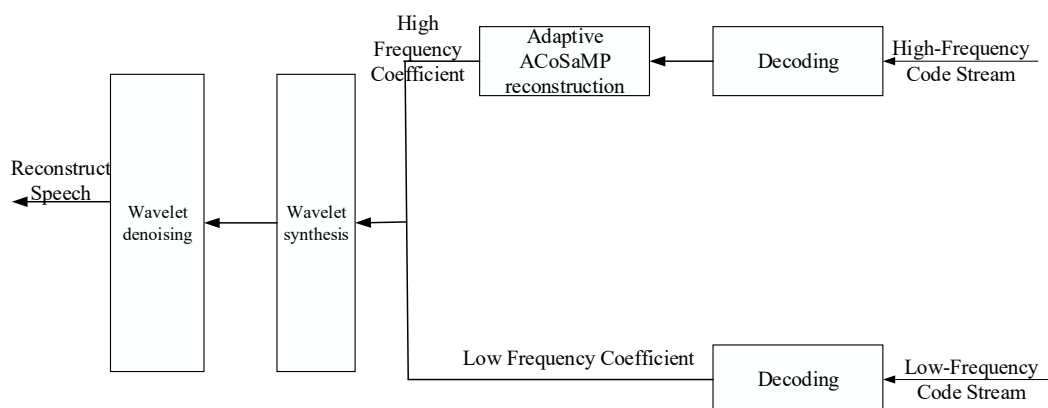 High
Frequency
Coefficient
Adaptive
ACoSaMP
reconstruction
Decoding
High-Frequency
Code Stream
Reconstruct
Speech
Wavelet
denoising
Wavelet
synthesis
Low Frequency Coefficient
Decoding
Low-Frequency
Code Stream